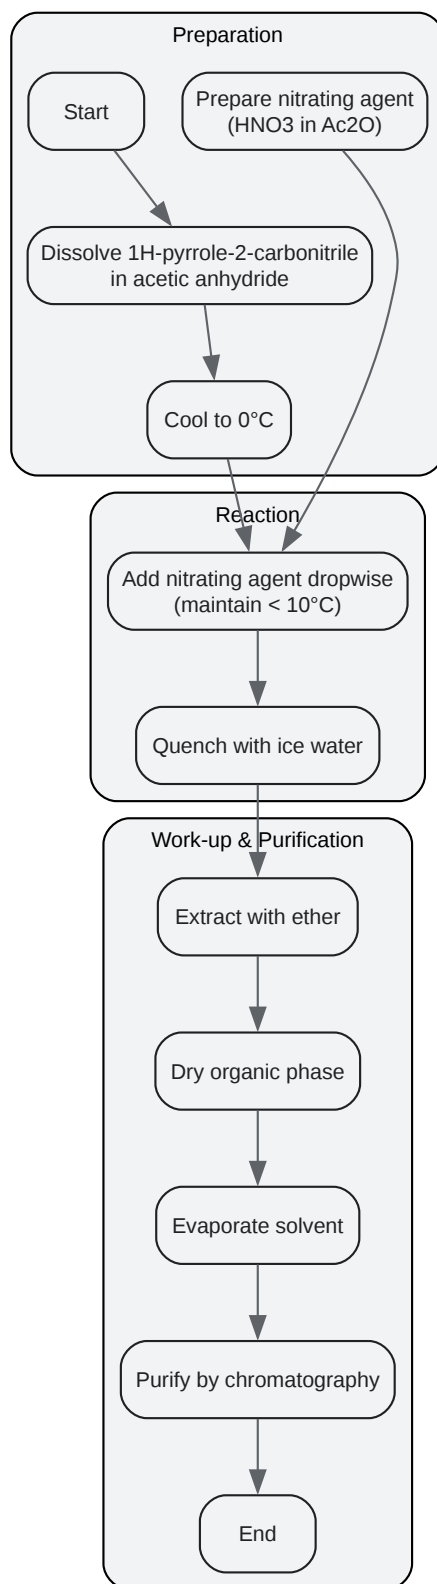 Preparation
Start
Prepare nitrating agent
(HNO3 in Ac2O)
Dissolve 1H-pyrrole-2-carbonitrile
in acetic anhydride
Cool to 0°C
Reaction
Add nitrating agent dropwise
(maintain < 10°C)
Quench with ice water
Work-up & Purification
Extract with ether
Dry organic phase
Evaporate solvent
Purify by chromatography
End